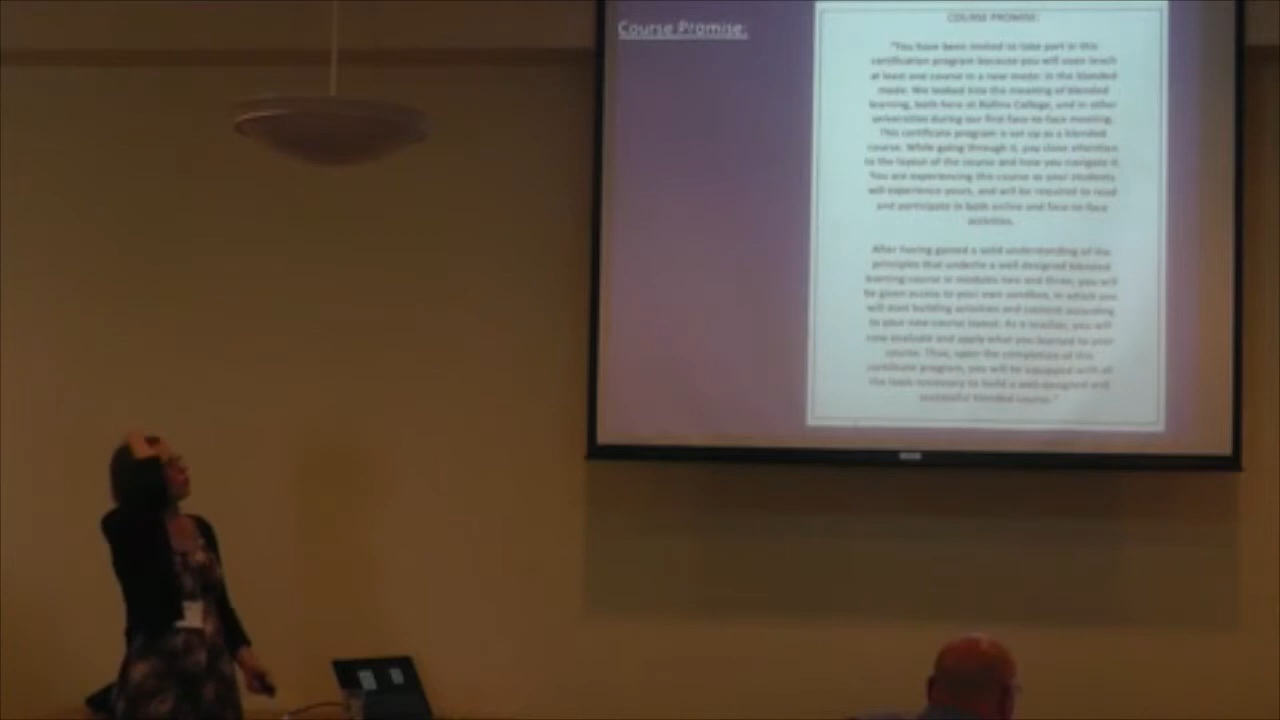 Course Promise:
COURSE PROMISE:
"You have been invited to take part in this
certification program because you will soon teach
at least one course in a new mode: in the blended
mode. We looked into the meaning of blended
learning, both here at Rollins College, and in other
universities during our first face-to-face meeting.
This certificate program is set up as a blended
course. While going through it, pay close attention
to the layout of the course and how you navigate it.
You are experiencing this course as your students
will experience yours, and will be required to read
and participate in both online and face-to-face
activities.
After having gained a solid understanding of the
principles that underlie a well designed blended
learning course in modules two and three, you will
be given access to your own sandbox, in which you
will start building activities and content according
to your new course layout. As a teacher, you will
now evaluate and apply what you learned to your
course. Thus, upon the completion of this
certificate program, you will be equipped with all
the tools necessary to build a well-designed and
successful blended course."